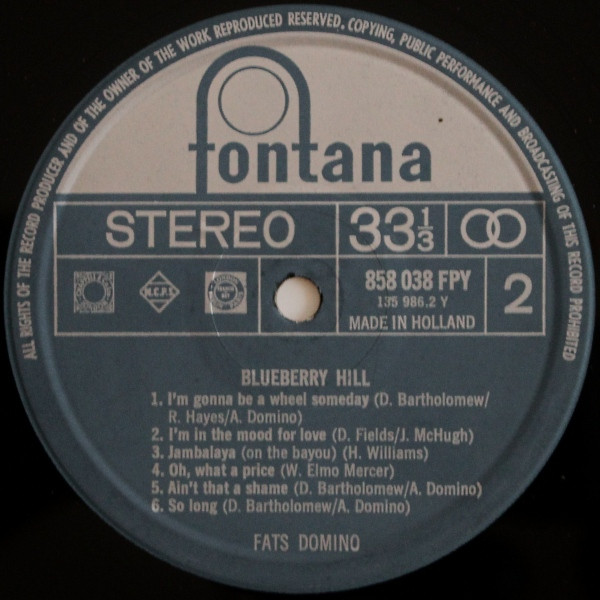 ALL RIGHTS OF THE RECORD PRODUCER AND OF THE OWNER OF THE WORK REPRODUCED RESERVED. COPYING, PUBLIC PERFORMANCE AND BROADCASTING OF THIS RECORD PROHIBITED
fontana
STEREO 33⅓
M.C.P.S. 858 038 FPY 2
135 986.2 Y
MADE IN HOLLAND
BLUEBERRY HILL
1. I'm gonna be a wheel someday (D. Bartholomew/
R. Hayes/A. Domino)
2. I'm in the mood for love (D. Fields/J. McHugh)
3. Jambalaya (on the bayou) (H. Williams)
4. Oh, what a price (W. Elmo Mercer)
5. Ain't that a shame (D. Bartholomew/A. Domino)
6. So long (D. Bartholomew/A. Domino)
FATS DOMINO